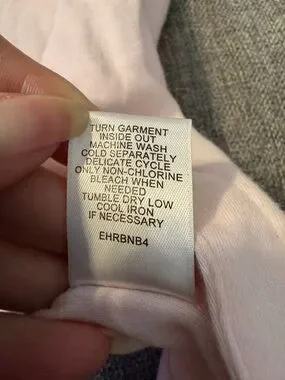 TURN GARMENT
INSIDE OUT
MACHINE WASH
COLD SEPARATELY
DELICATE CYCLE
ONLY NON-CHLORINE
BLEACH WHEN
NEEDED
TUMBLE DRY LOW
COOL IRON
IF NECESSARY
EHRBNB4